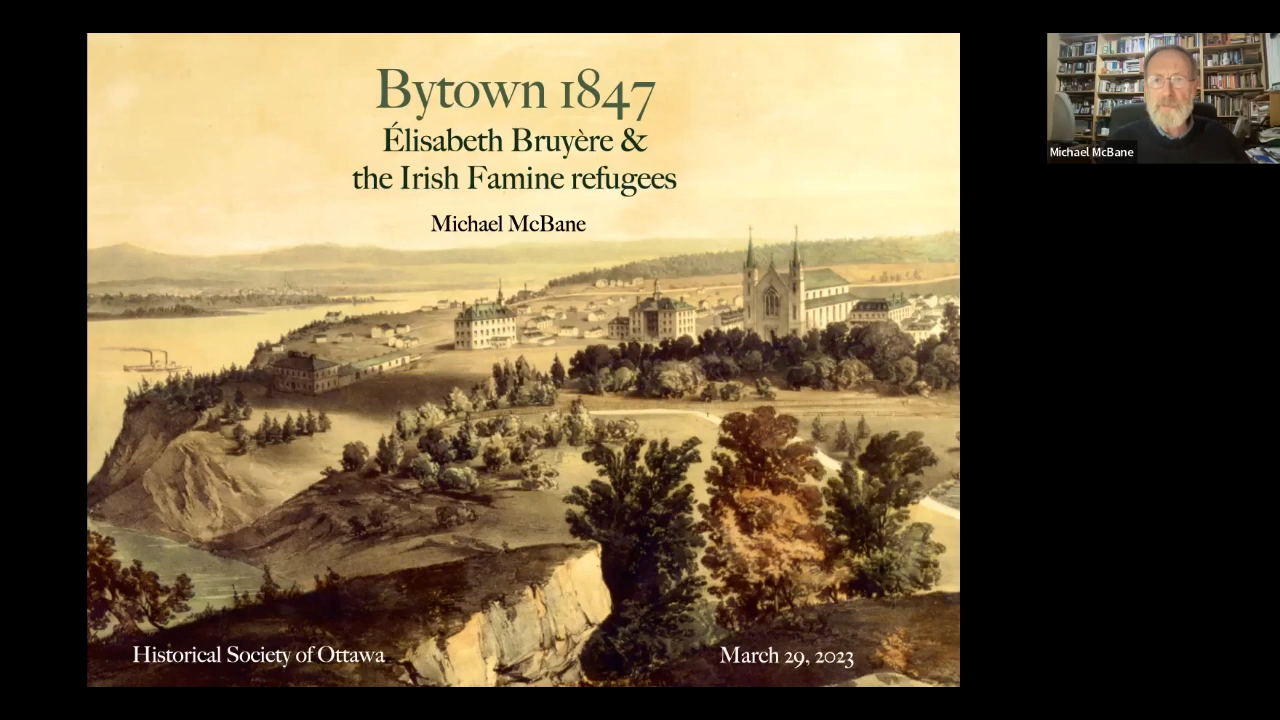 Bytown 1847
Élisabeth Bruyère &
the Irish Famine refugees
Michael McBane
Historical Society of Ottawa
March 29, 2023
Michael McBane